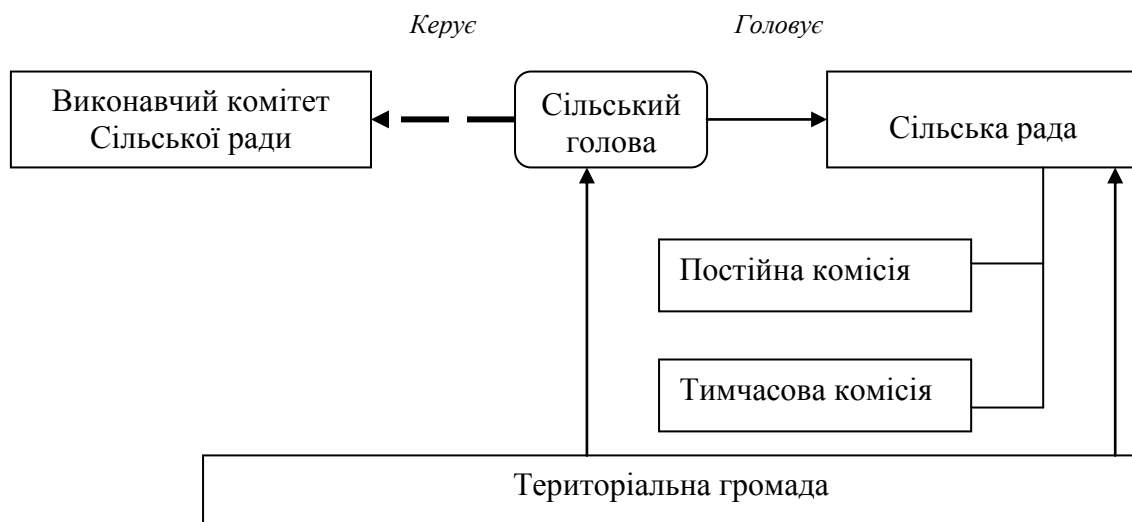 Керує Головує
Виконавчий комітет
Сільської ради
Сільський
голова
Сільська рада
Постійна комісія
Тимчасова комісія
Територіальна громада